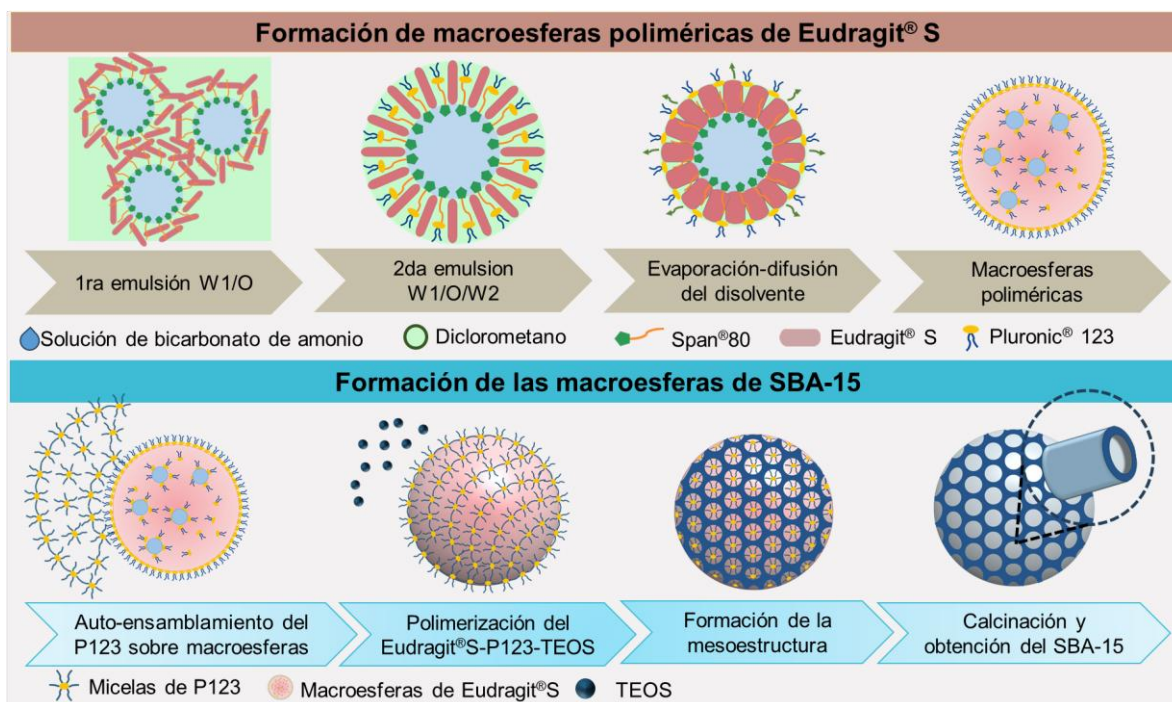 Formación de macroesferas poliméricas de Eudragit® S
1ra emulsión W1/O
2da emulsion
W1/O/W2
Evaporación-difusión
del disolvente
Macroesferas
poliméricas
Solución de bicarbonato de amonio
Diclorometano
Span®80
Eudragit® S
Pluronic® 123
Formación de las macroesferas de SBA-15
Auto-ensamblamiento del
P123 sobre macroesferas
Polimerización del
Eudragit®S-P123-TEOS
Formación de la
mesoestructura
Calcinación y
obtención del SBA-15
Micelas de P123
Macroesferas de Eudragit®S
TEOS